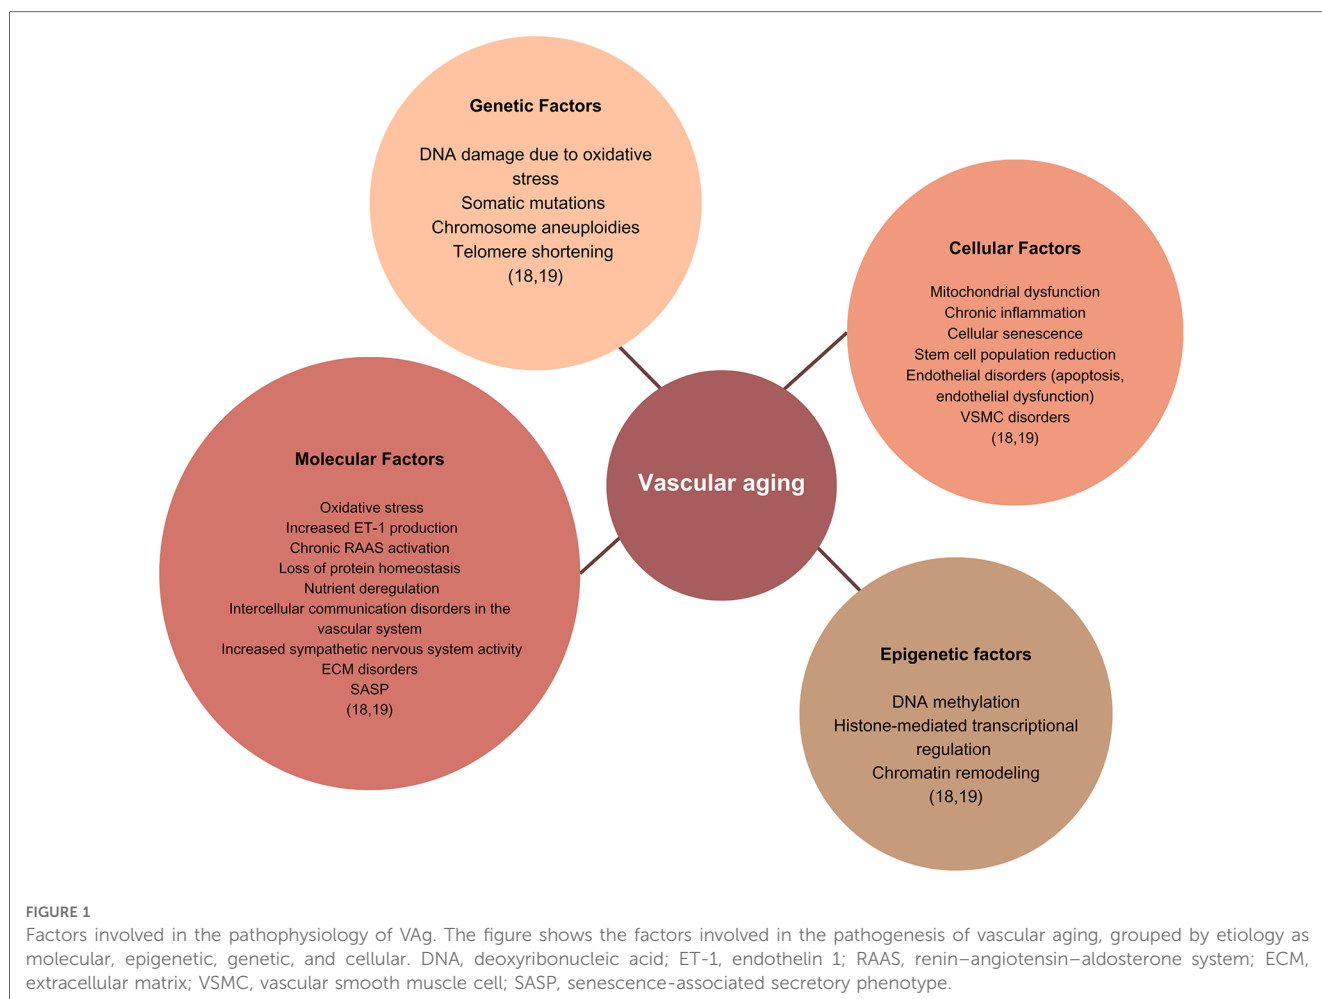 Genetic Factors
DNA damage due to oxidative
stress
Somatic mutations
Chromosome aneuploidies
Telomere shortening
(18,19)
Cellular Factors
Mitochondrial dysfunction
Chronic inflammation
Cellular senescence
Stem cell population reduction
Endothelial disorders (apoptosis,
endothelial dysfunction)
VSMC disorders
(18,19)
Molecular Factors
Oxidative stress
Increased ET-1 production
Chronic RAAS activation
Loss of protein homeostasis
Nutrient deregulation
Intercellular communication disorders in the
vascular system
Increased sympathetic nervous system activity
ECM disorders
SASP
(18,19)
Vascular aging
Epigenetic factors
DNA methylation
Histone-mediated transcriptional
regulation
Chromatin remodeling
(18,19)
FIGURE 1
Factors involved in the pathophysiology of VAg. The figure shows the factors involved in the pathogenesis of vascular aging, grouped by etiology as
molecular, epigenetic, genetic, and cellular. DNA, deoxyribonucleic acid; ET-1, endothelin 1; RAAS, renin–angiotensin–aldosterone system; ECM,
extracellular matrix; VSMC, vascular smooth muscle cell; SASP, senescence-associated secretory phenotype.